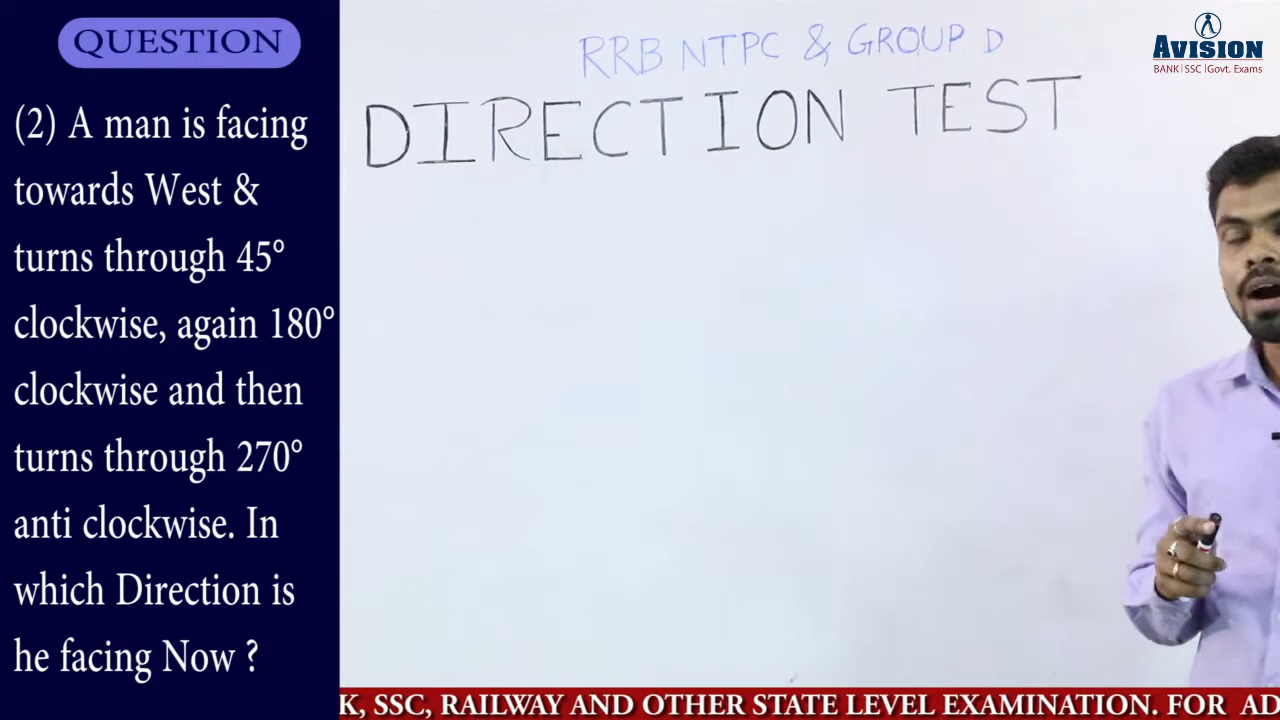 QUESTION
(2) A man is facing
towards West &
turns through 45°
clockwise, again 180°
clockwise and then
turns through 270°
anti clockwise. In
which Direction is
he facing Now ?
RRB NTPC & GROUP D
DIRECTION TEST
AVISION
BANK|SSC|Govt. Exams
K, SSC, RAILWAY AND OTHER STATE LEVEL EXAMINATION. FOR AD